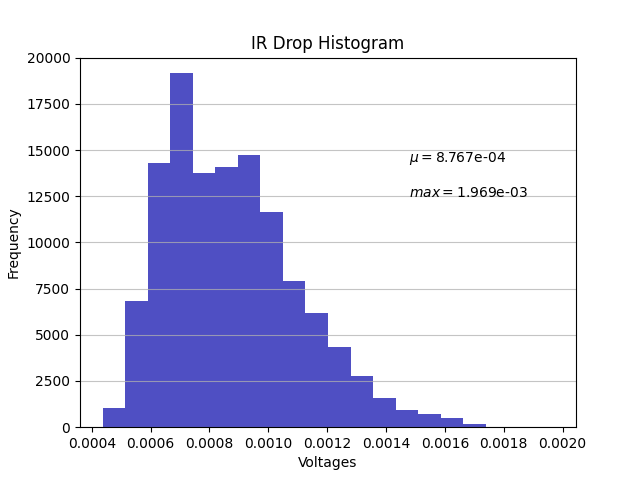 IR Drop Histogram
20000
17500
15000
12500
10000
7500
5000
2500
0
Frequency
μ = 8.767e-04
max = 1.969e-03
0.0004 0.0006 0.0008 0.0010 0.0012 0.0014 0.0016 0.0018 0.0020
Voltages